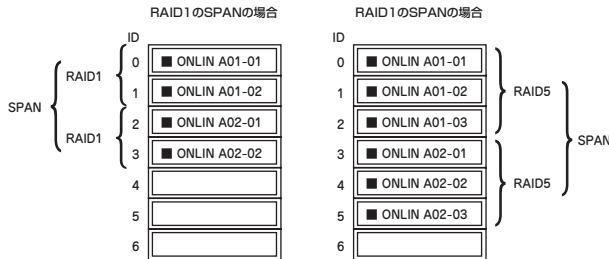 RAID1のSPANの場合
ID
0 ■ ONLIN A01-01
1 ■ ONLIN A01-02
2 ■ ONLIN A02-01
3 ■ ONLIN A02-02
4
5
6
RAID1
RAID1
SPAN
RAID1のSPANの場合
ID
0 ■ ONLIN A01-01
1 ■ ONLIN A01-02
2 ■ ONLIN A01-03
3 ■ ONLIN A02-01
4 ■ ONLIN A02-02
5 ■ ONLIN A02-03
6
RAID5
RAID5
SPAN